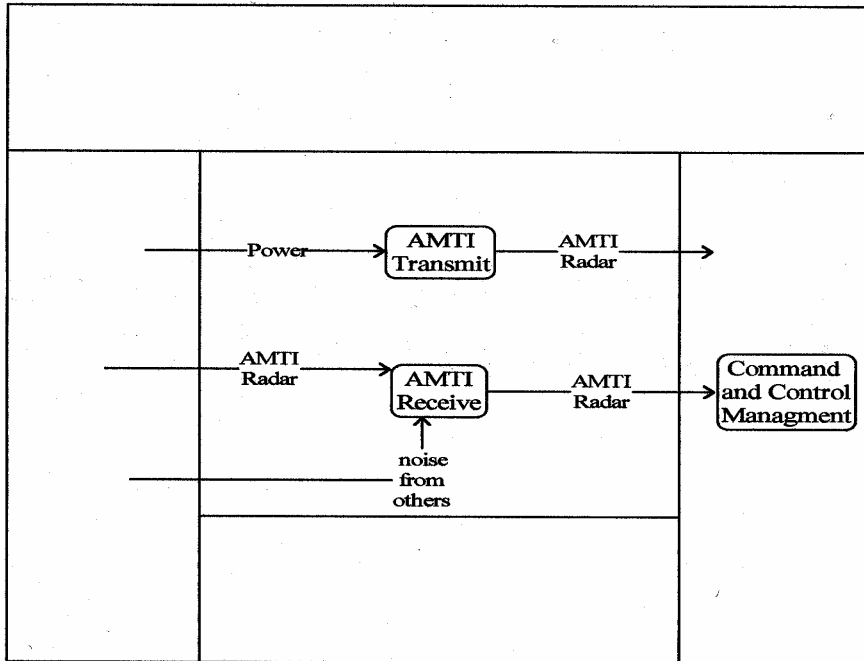 Power
AMTI
Transmit
AMTI
Radar
AMTI
Radar
AMTI
Receive
AMTI
Radar
Command
and Control
Managment
noise
from
others